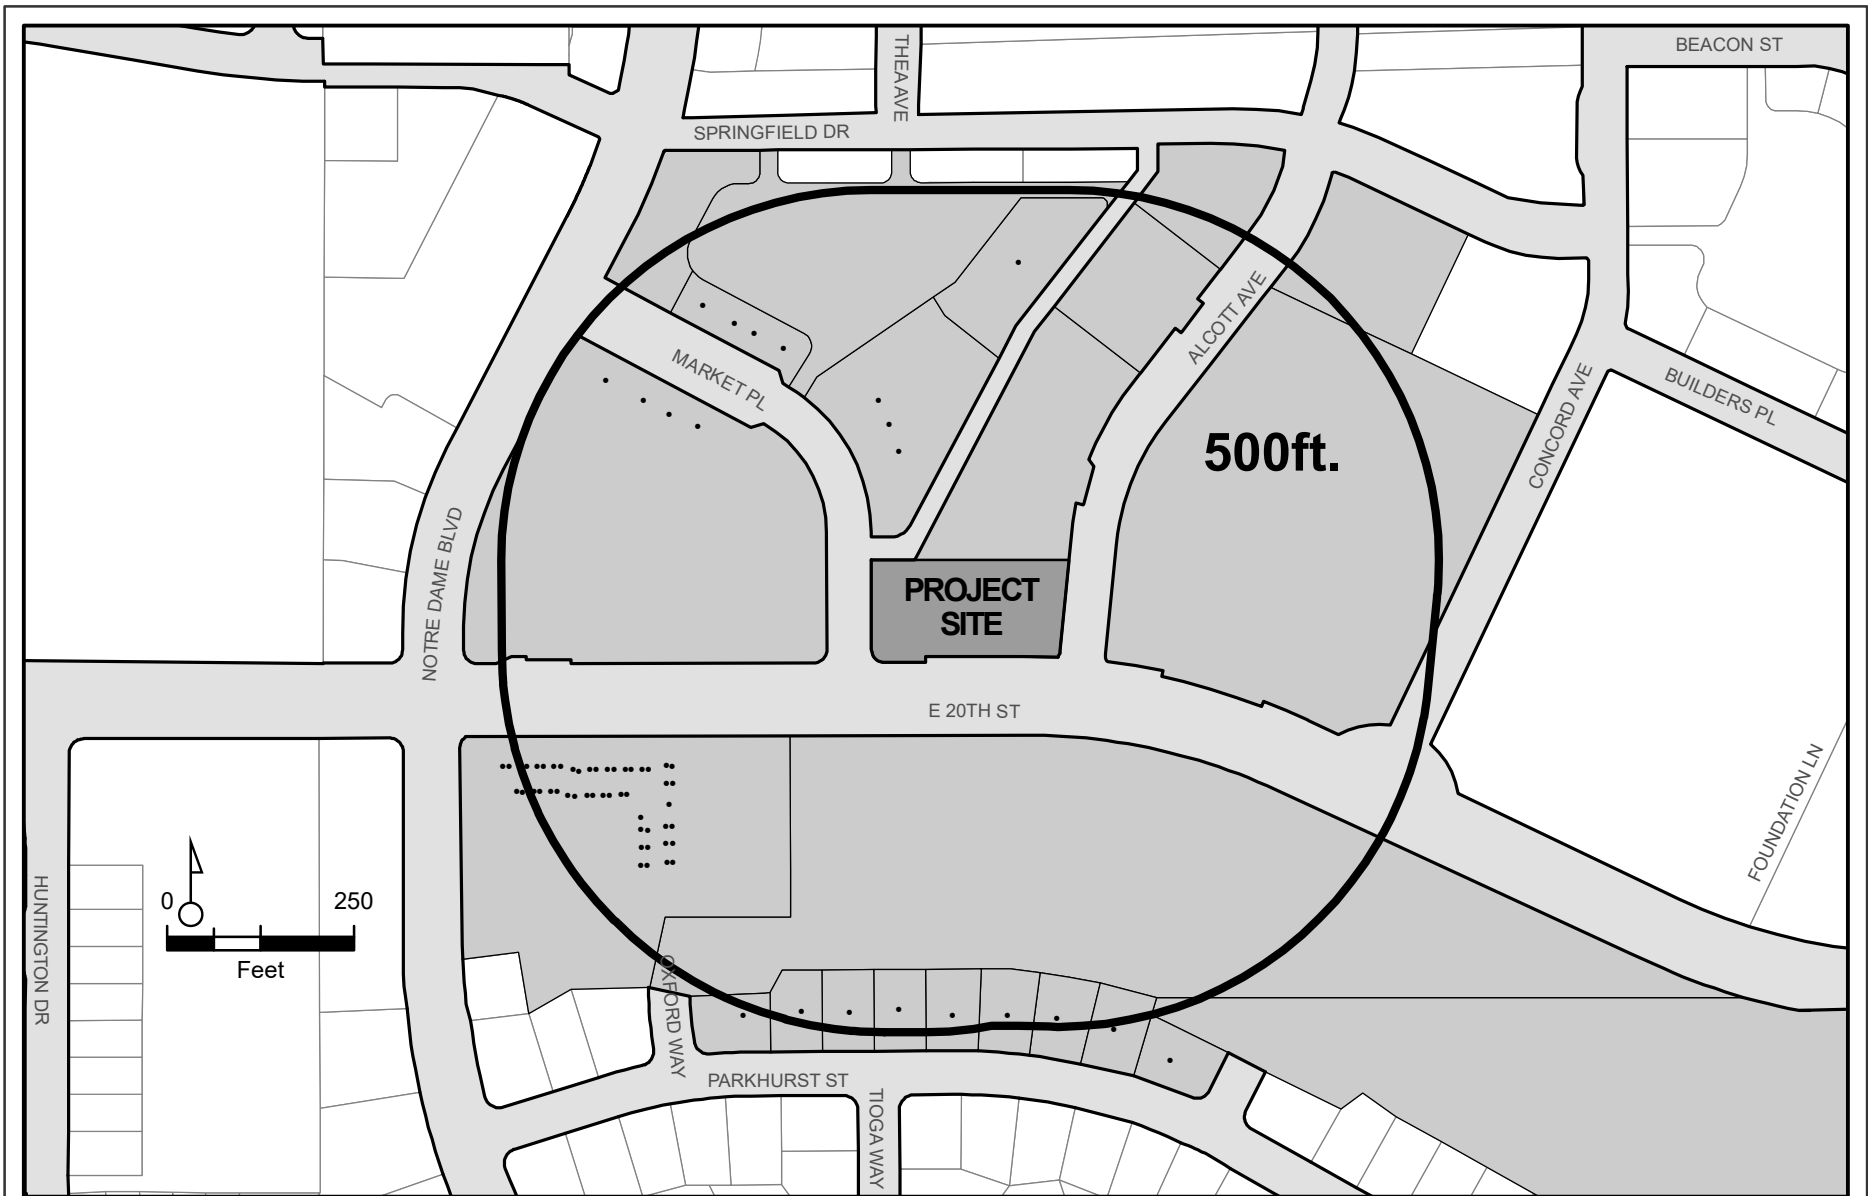 BEACON ST
THEA AVE
SPRINGFIELD DR
ALCOTT AVE
MARKET PL
CONCORD AVE
BUILDERS PL
500ft.
NOTRE DAME BLVD
PROJECT
SITE
E 20TH ST
FOUNDATION LN
HUNTINGTON DR
0
250
Feet
OXFORD WAY
PARKHURST ST
TIOGA WAY